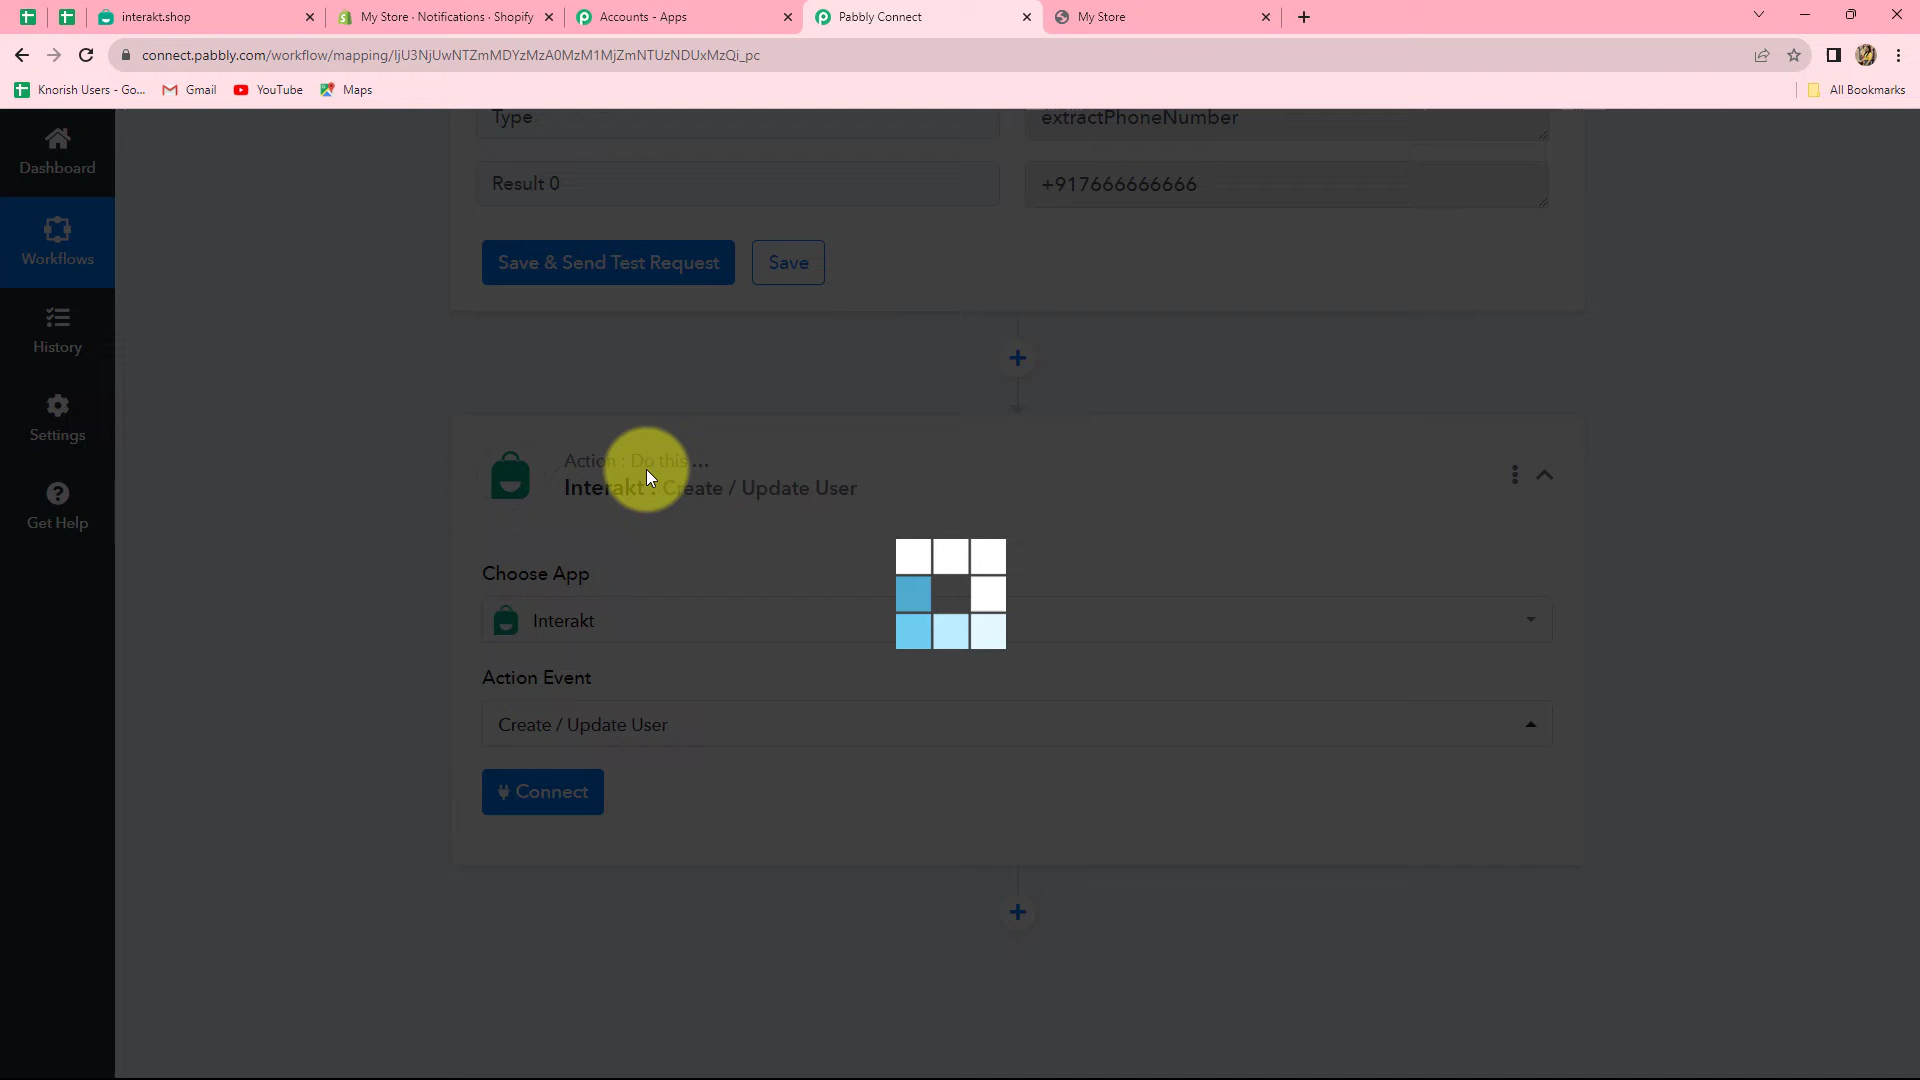 interakt.shop
My Store · Notifications · Shopify
Accounts - Apps
Pabbly Connect
My Store
connect.pabbly.com/workflow/mapping/IjU3NjUwNTZmMDYzMzA0MzM1MjZmNTUzNDUxMzQi_pc
Knorish Users - Go...
Gmail
YouTube
Maps
All Bookmarks
Dashboard
Workflows
History
Settings
Get Help
Type
extractPhoneNumber
Result 0
+917666666666
Save & Send Test Request
Save
Action : Do this ...
Interakt : Create / Update User
Choose App
Interakt
Action Event
Create / Update User
Connect